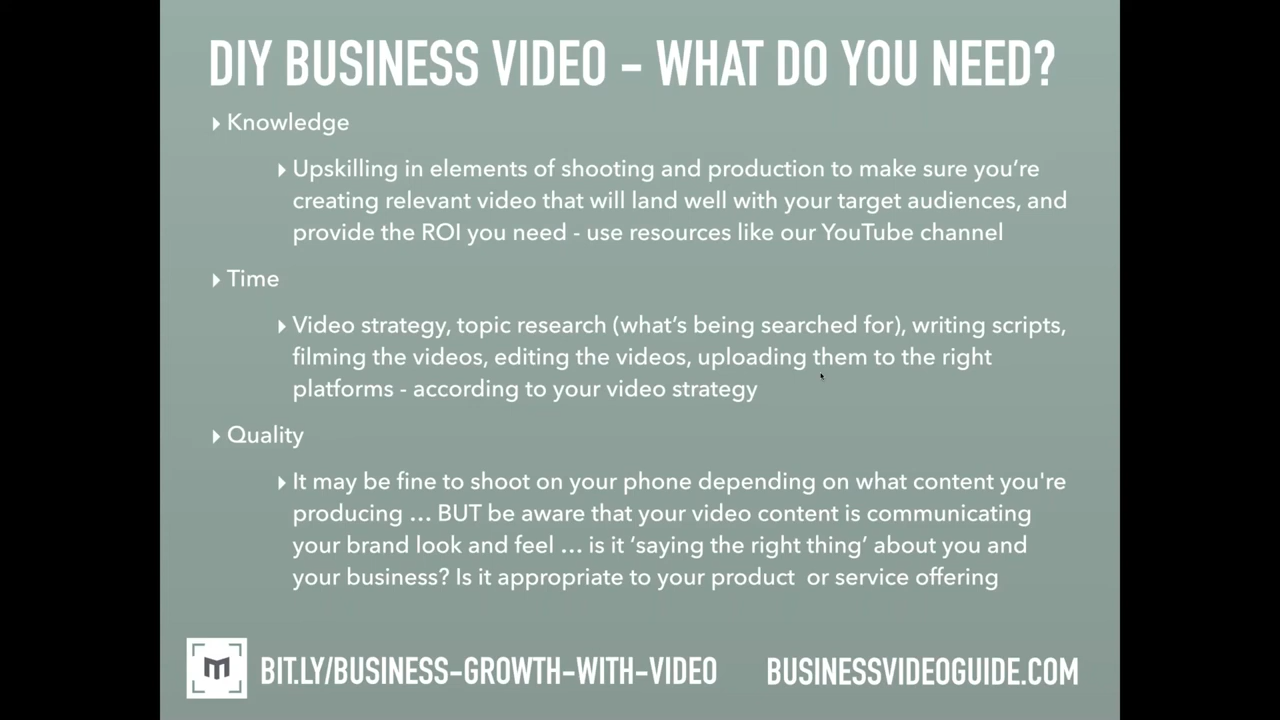 DIY BUSINESS VIDEO - WHAT DO YOU NEED?
Knowledge
Upskilling in elements of shooting and production to make sure you’re
creating relevant video that will land well with your target audiences, and
provide the ROI you need - use resources like our YouTube channel
Time
Video strategy, topic research (what’s being searched for), writing scripts,
filming the videos, editing the videos, uploading them to the right
platforms - according to your video strategy
Quality
It may be fine to shoot on your phone depending on what content you're
producing … BUT be aware that your video content is communicating
your brand look and feel … is it ‘saying the right thing’ about you and
your business? Is it appropriate to your product  or service offering
m
BIT.LY/BUSINESS-GROWTH-WITH-VIDEO
BUSINESSVIDEOGUIDE.COM